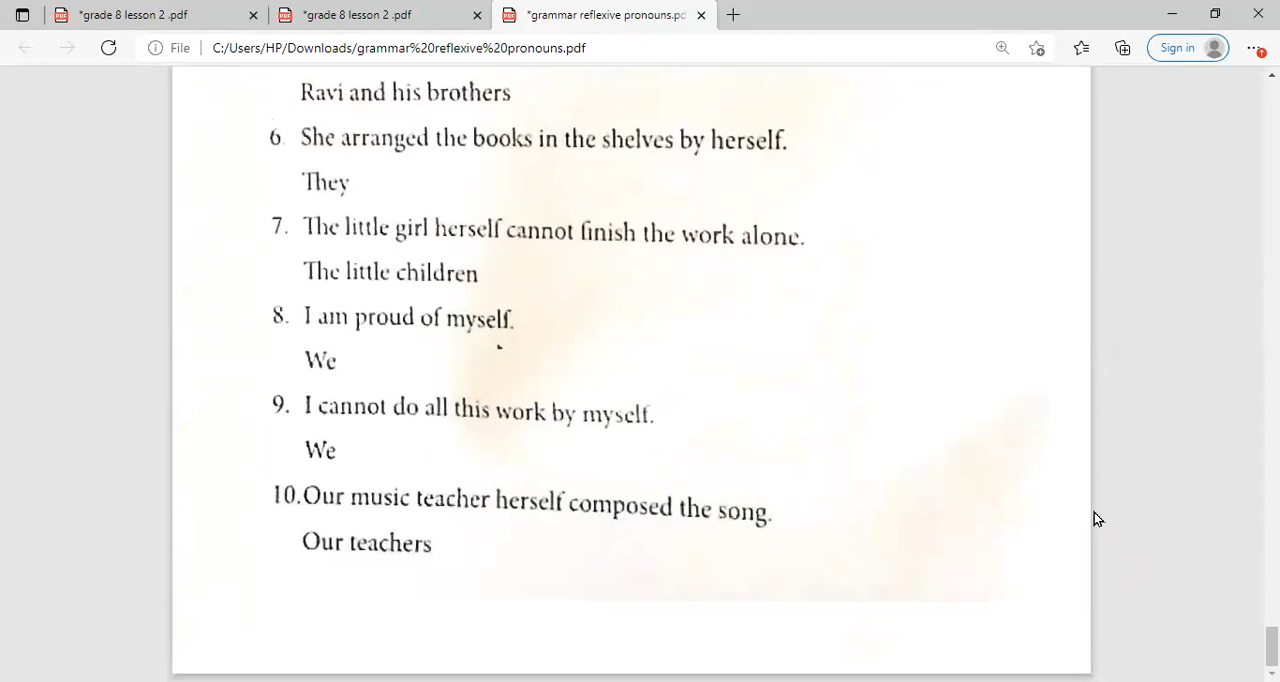 *grade 8 lesson 2 .pdf
*grade 8 lesson 2 .pdf
*grammar reflexive pronouns.pd
File
C:/Users/HP/Downloads/grammar%20reflexive%20pronouns.pdf
Sign in
Ravi and his brothers
6. She arranged the books in the shelves by herself.
They
7. The little girl herself cannot finish the work alone.
The little children
8. I am proud of myself.
We
9. I cannot do all this work by myself.
We
10.Our music teacher herself composed the song.
Our teachers